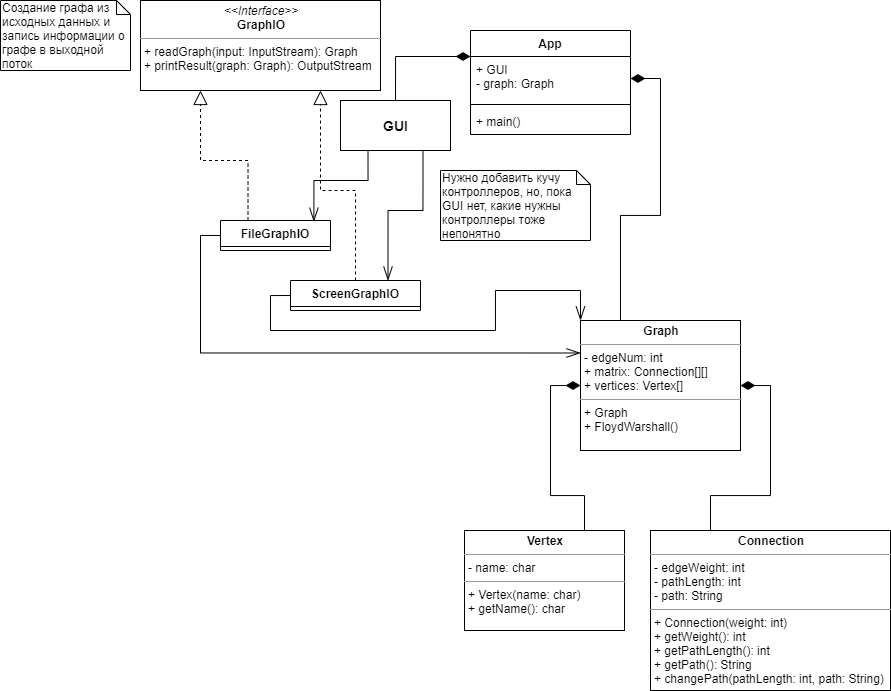 Создание графа из
исходных данных и
запись информации о
графе в выходной
поток
<<Interface>>
GraphIO
+ readGraph(input: InputStream): Graph
+ printResult(graph: Graph): OutputStream
App
+ GUI
- graph: Graph
+ main()
GUI
Нужно добавить кучу
контроллеров, но, пока
GUI нет, какие нужны
контроллеры тоже
непонятно
FileGraphIO
ScreenGraphIO
Graph
- edgeNum: int
+ matrix: Connection[][]
+ vertices: Vertex[]
+ Graph
+ FloydWarshall()
Vertex
- name: char
+ Vertex(name: char)
+ getName(): char
Connection
- edgeWeight: int
- pathLength: int
- path: String
+ Connection(weight: int)
+ getWeight(): int
+ getPathLength(): int
+ getPath(): String
+ changePath(pathLength: int, path: String)